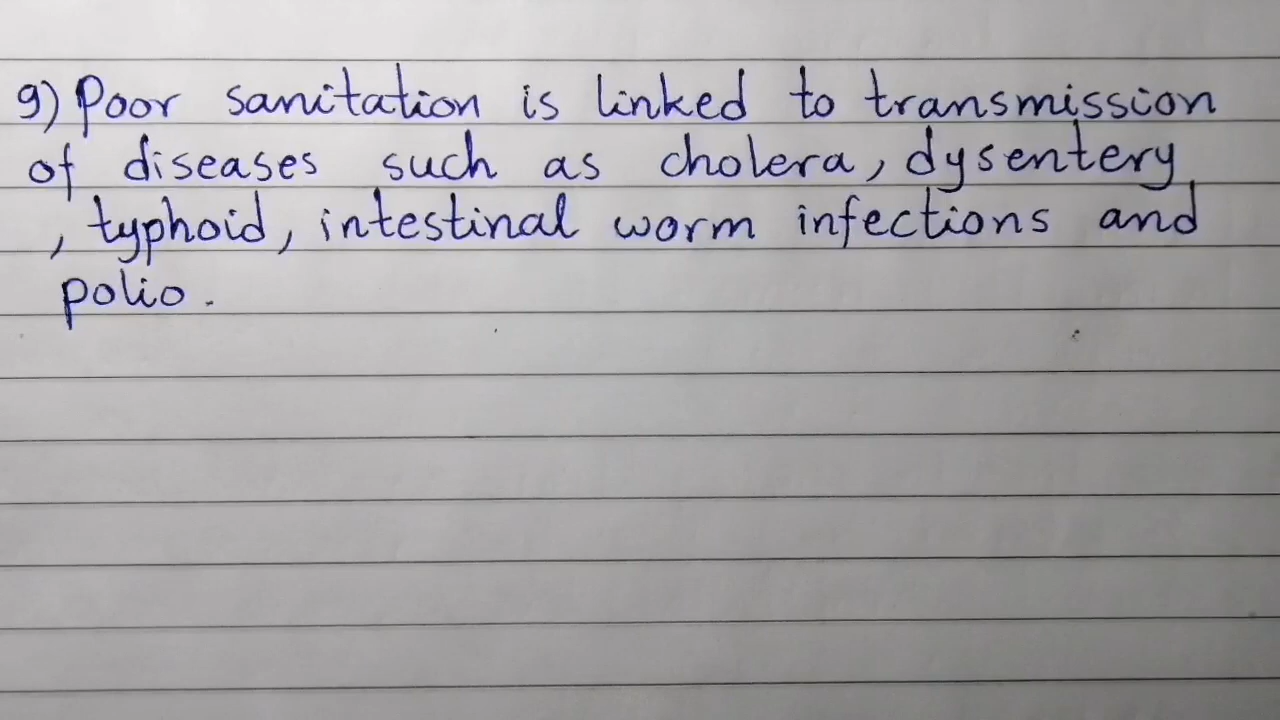 9) Poor sanitation is linked to transmission
of diseases such as cholera, dysentery
, typhoid, intestinal worm infections and
polio.